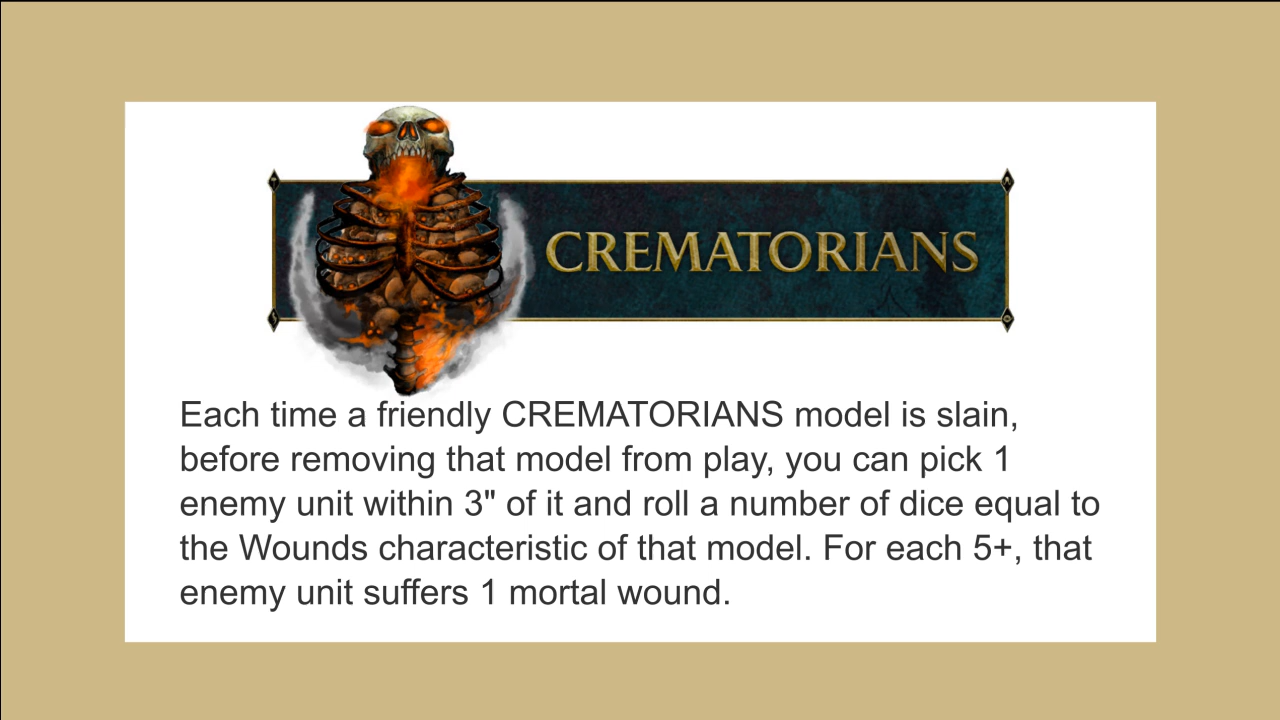 CREMATORIANS
Each time a friendly CREMATORIANS model is slain,
before removing that model from play, you can pick 1
enemy unit within 3" of it and roll a number of dice equal to
the Wounds characteristic of that model. For each 5+, that
enemy unit suffers 1 mortal wound.